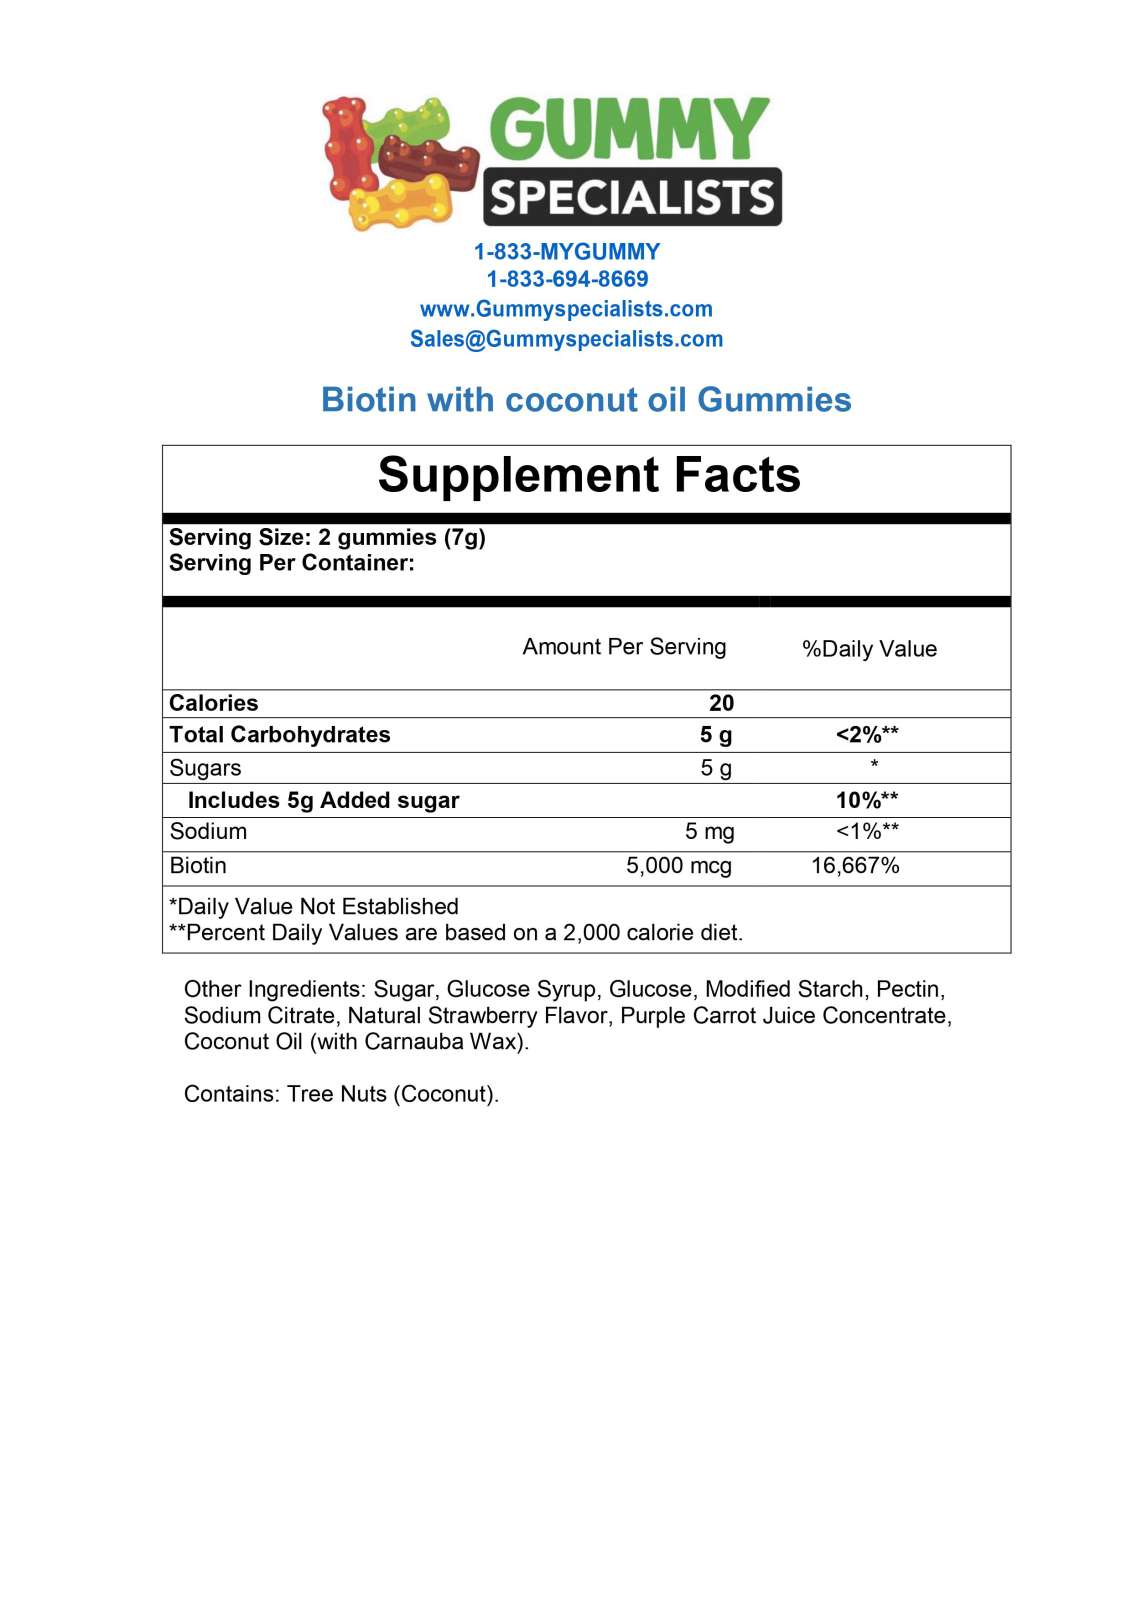 GUMMY
SPECIALISTS
1-833-MYGUMMY
1-833-694-8669
www.Gummyspecialists.com
Sales@Gummyspecialists.com
Biotin with coconut oil Gummies
Supplement Facts
Serving Size: 2 gummies (7g)
Serving Per Container:
Amount Per Serving %Daily Value
Calories 20
Total Carbohydrates 5 g <2%**
Sugars 5 g *
Includes 5g Added sugar 10%**
Sodium 5 mg <1%**
Biotin 5,000 mcg 16,667%
*Daily Value Not Established
**Percent Daily Values are based on a 2,000 calorie diet.
Other Ingredients: Sugar, Glucose Syrup, Glucose, Modified Starch, Pectin,
Sodium Citrate, Natural Strawberry Flavor, Purple Carrot Juice Concentrate,
Coconut Oil (with Carnauba Wax).
Contains: Tree Nuts (Coconut).